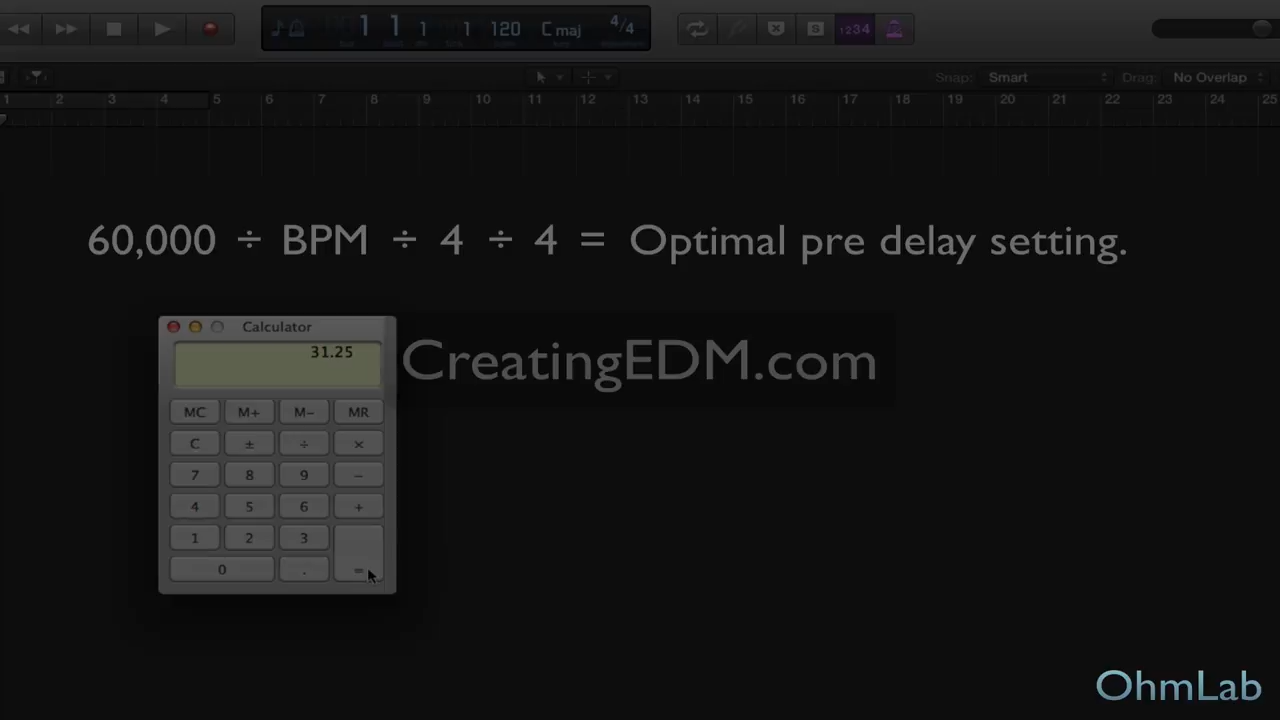 1 1 1 1 120 C maj 4/4
1234
Snap: Smart Drag: No Overlap
1 2 3 4 5 6 7 8 9 10 11 12 13 14 15 16 17 18 19 20 21 22 23 24 25
60,000 ÷ BPM ÷ 4 ÷ 4 = Optimal pre delay setting.
Calculator
31.25
CreatingEDM.com
MC M+ M- MR
C ± ÷ ×
7 8 9 −
4 5 6 +
1 2 3
0 . =
OhmLab